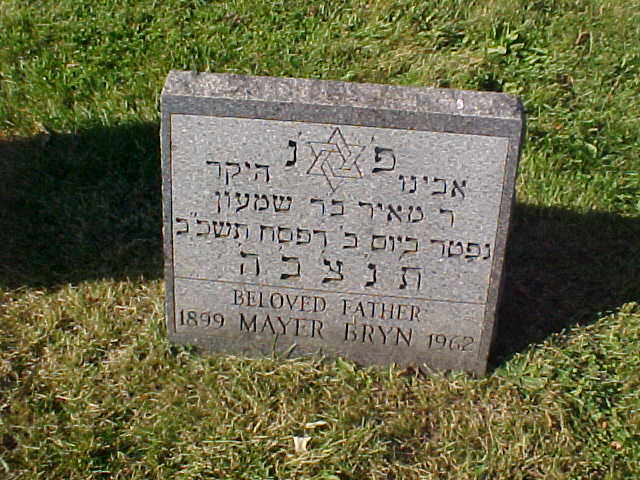 פ״נ
אבינו היקר
ר מאיר בר שמעון
נפטר ביום ב׳ דפסח תשכ״ב
ת׳נ׳צ׳ב׳ה׳
BELOVED FATHER
1899 MAYER BRYN 1962